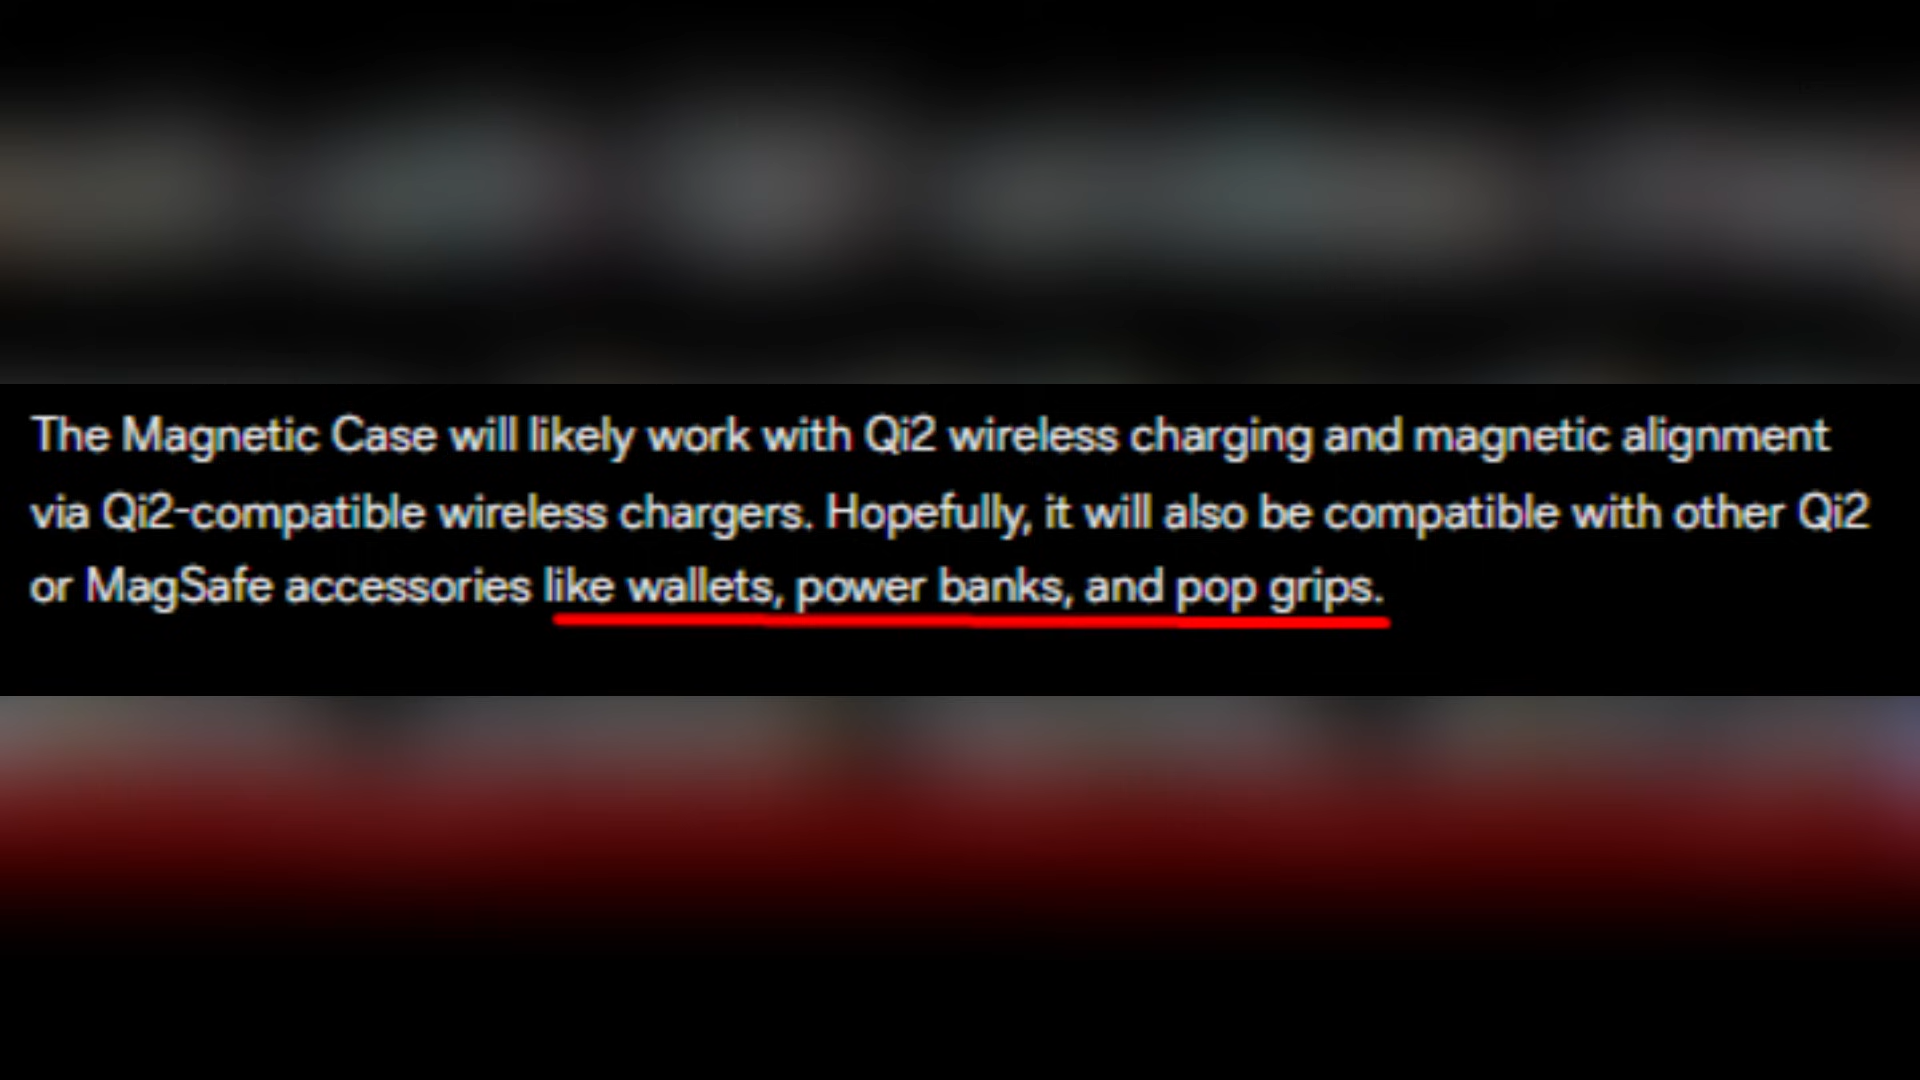 The Magnetic Case will likely work with Qi2 wireless charging and magnetic alignment
via Qi2-compatible wireless chargers. Hopefully, it will also be compatible with other Qi2
or MagSafe accessories like wallets, power banks, and pop grips.